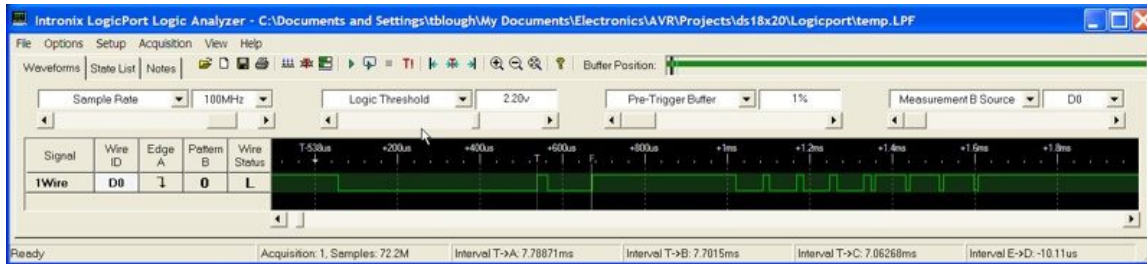 Intronix LogicPort Logic Analyzer - C:\Documents and Settings\tblough\My Documents\Electronics\AVR\Projects\ds18x20\Logicport\temp.LPF
File Options Setup Acquisition View Help
Waveforms State List Notes T! ? Buffer Position:
Sample Rate 100MHz Logic Threshold 2.20v Pre-Trigger Buffer 1% Measurement B Source D0
Signal Wire ID Edge A Pattern B Wire Status T-538us +200us +400us +600us +800us +1ms +1.2ms +1.4ms +1.6ms +1.8ms
T F
1Wire D0 1 0 L
Ready Acquisition: 1, Samples: 72.2M Interval T->A: 7.78871ms Interval T->B: 7.7015ms Interval T->C: 7.06268ms Interval E->D: -10.11us